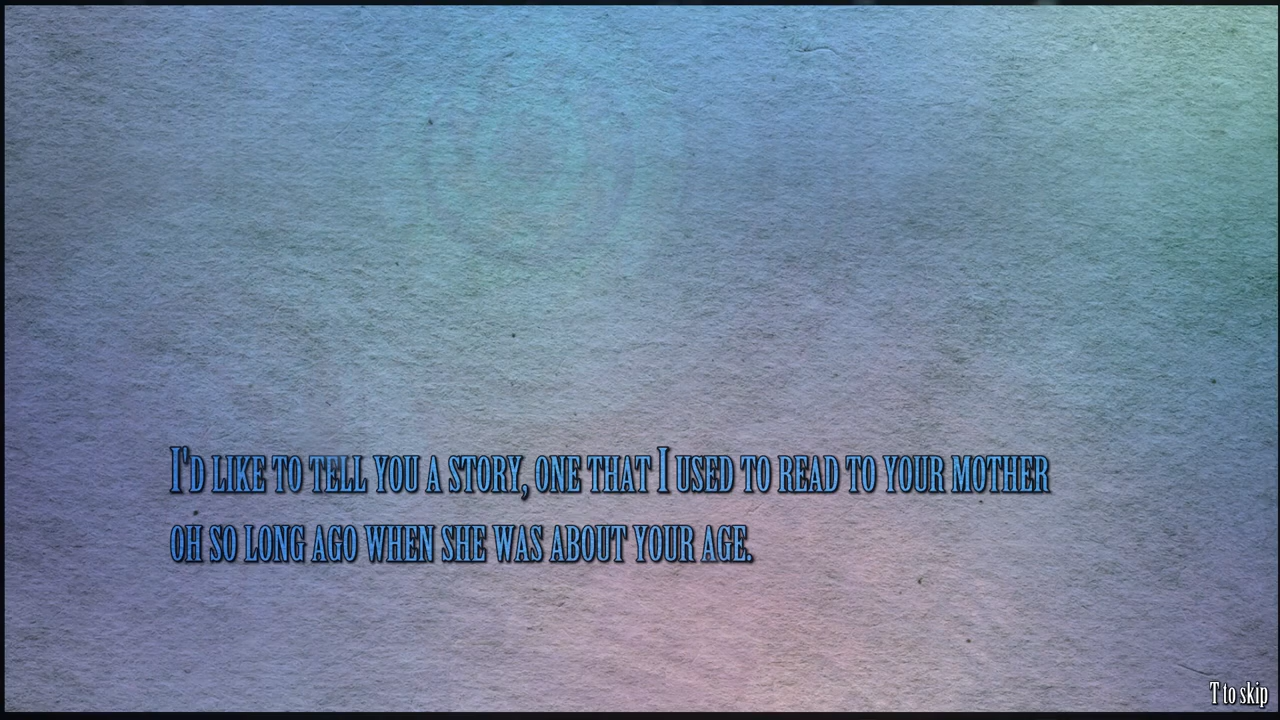 I'D LIKE TO TELL YOU A STORY, ONE THAT I USED TO READ TO YOUR MOTHER
OH SO LONG AGO WHEN SHE WAS ABOUT YOUR AGE.
T to skip